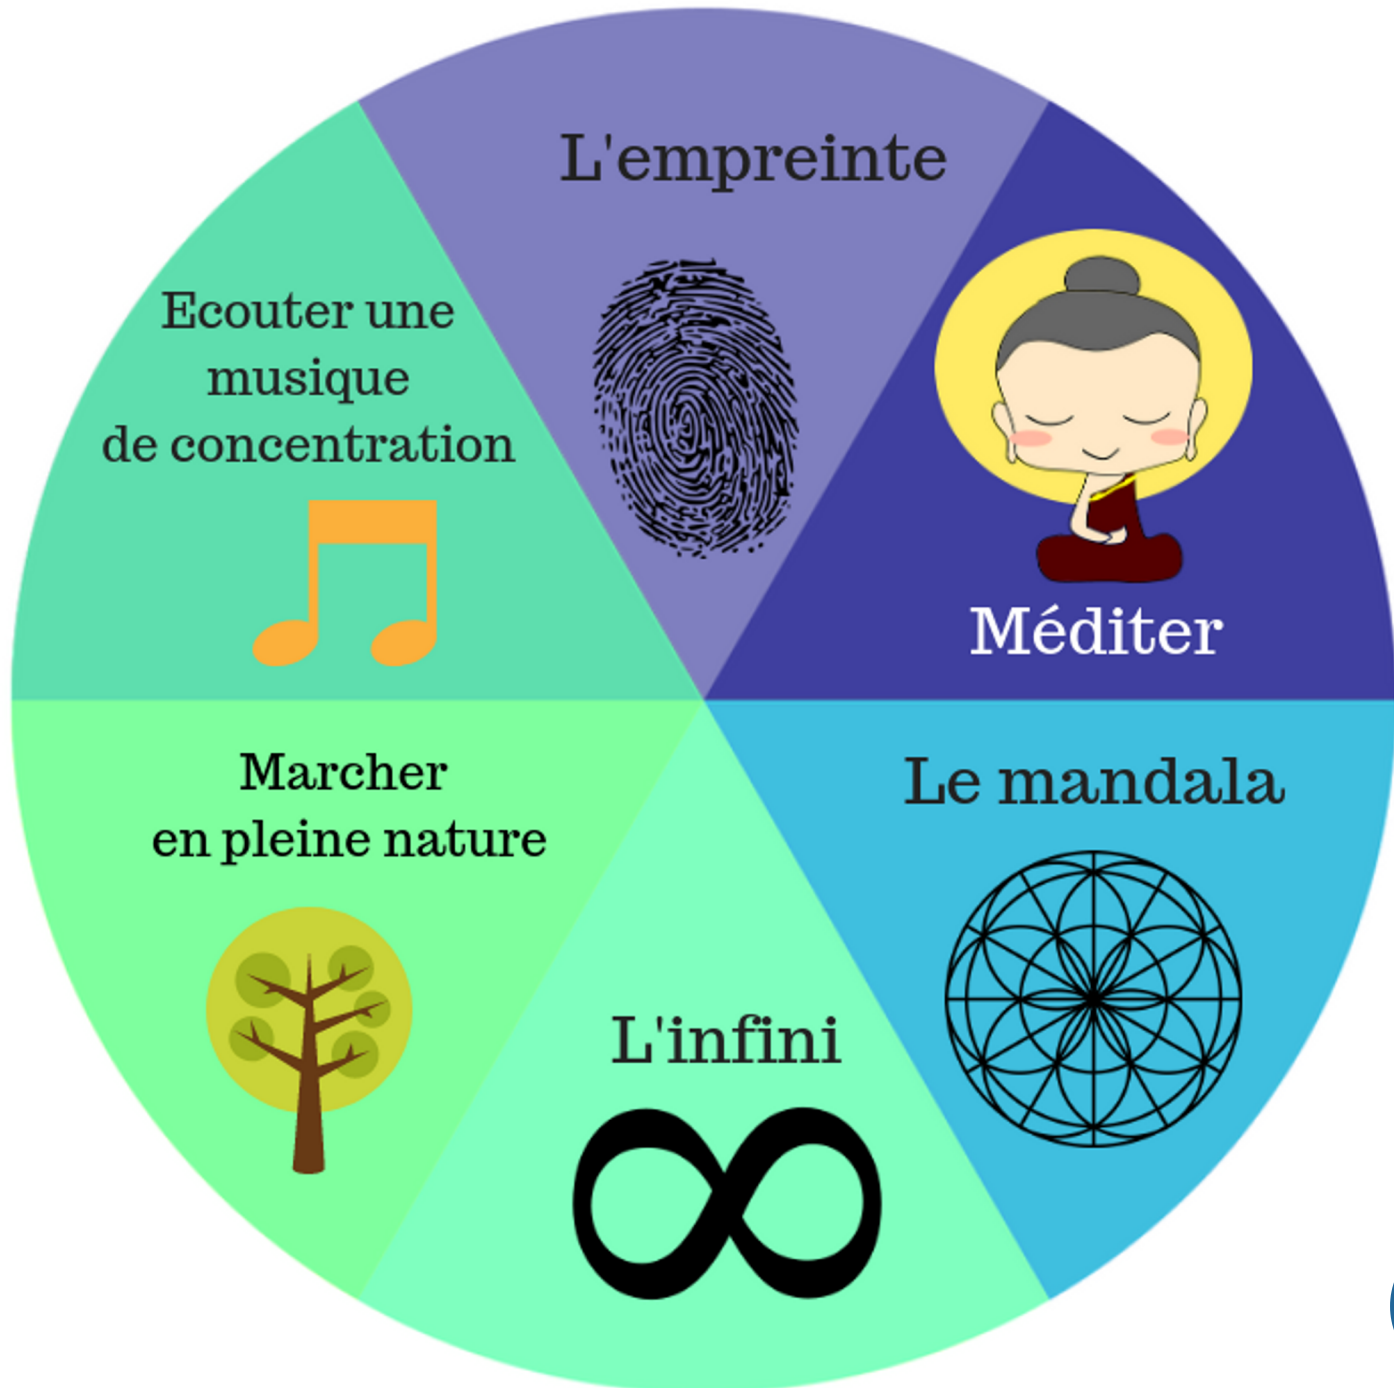 L'empreinte
Ecouter une
musique
de concentration
Méditer
Marcher
en pleine nature
Le mandala
L'infini